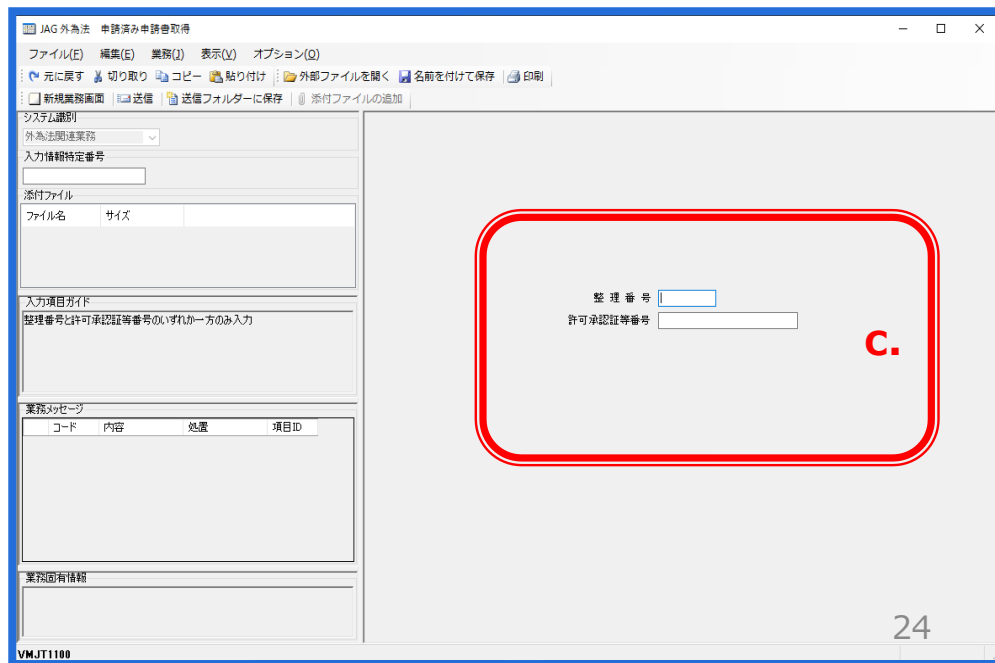 JAG 外為法 申請済み申請書取得
ファイル(F) 編集(E) 業務(J) 表示(V) オプション(O)
元に戻す 切り取り コピー 貼り付け 外部ファイルを開く 名前を付けて保存 印刷
新規業務画面 送信 送信フォルダーに保存 添付ファイルの追加
システム識別
外為法関連業務
入力情報特定番号
添付ファイル
ファイル名 サイズ
入力項目ガイド
整理番号と許可承認証等番号のいずれか一方のみ入力
整理番号
許可承認証等番号
c.
業務メッセージ
コード 内容 処置 項目ID
業務固有情報
24
VMJT1100